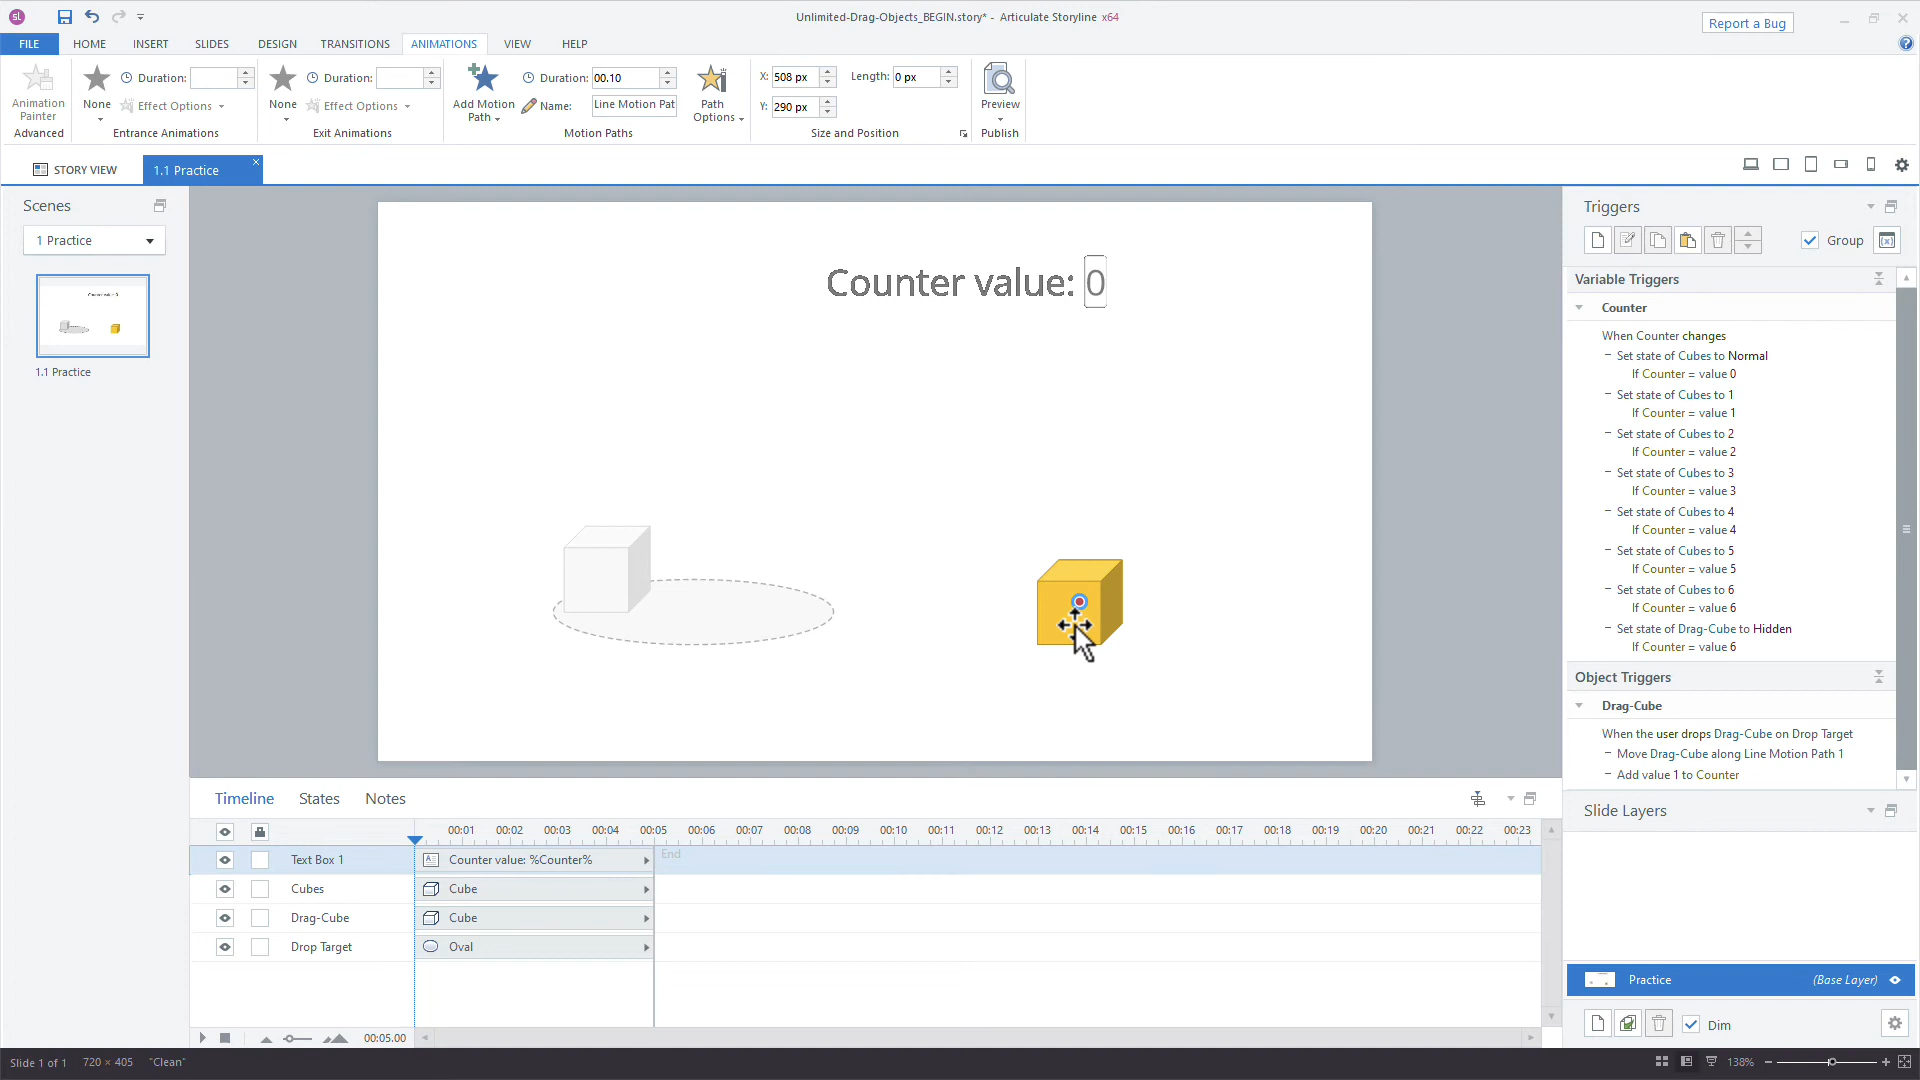 sl
Unlimited-Drag-Objects_BEGIN.story* - Articulate Storyline x64
Report a Bug
FILE HOME INSERT SLIDES DESIGN TRANSITIONS ANIMATIONS VIEW HELP
Animation Painter
Advanced
None
Duration:
Effect Options
Entrance Animations
None
Duration:
Effect Options
Exit Animations
Add Motion Path
Duration: 00.10
Name: Line Motion Pat
Path Options
Motion Paths
X: 508 px
Y: 290 px
Length: 0 px
Size and Position
Preview
Publish
STORY VIEW
1.1 Practice
Scenes
1 Practice
Counter value: 0
1.1 Practice
Counter value: 0
Triggers
Group
Variable Triggers
Counter
When Counter changes
– Set state of Cubes to Normal
If Counter = value 0
– Set state of Cubes to 1
If Counter = value 1
– Set state of Cubes to 2
If Counter = value 2
– Set state of Cubes to 3
If Counter = value 3
– Set state of Cubes to 4
If Counter = value 4
– Set state of Cubes to 5
If Counter = value 5
– Set state of Cubes to 6
If Counter = value 6
– Set state of Drag-Cube to Hidden
If Counter = value 6
Object Triggers
Drag-Cube
When the user drops Drag-Cube on Drop Target
– Move Drag-Cube along Line Motion Path 1
– Add value 1 to Counter
Slide Layers
Practice (Base Layer)
Dim
Timeline States Notes
00:01 00:02 00:03 00:04 00:05 00:06 00:07 00:08 00:09 00:10 00:11 00:12 00:13 00:14 00:15 00:16 00:17 00:18 00:19 00:20 00:21 00:22 00:23
Text Box 1 Counter value: %Counter% End
Cubes Cube
Drag-Cube Cube
Drop Target Oval
00:05.00
Slide 1 of 1 720 × 405 "Clean" 138%